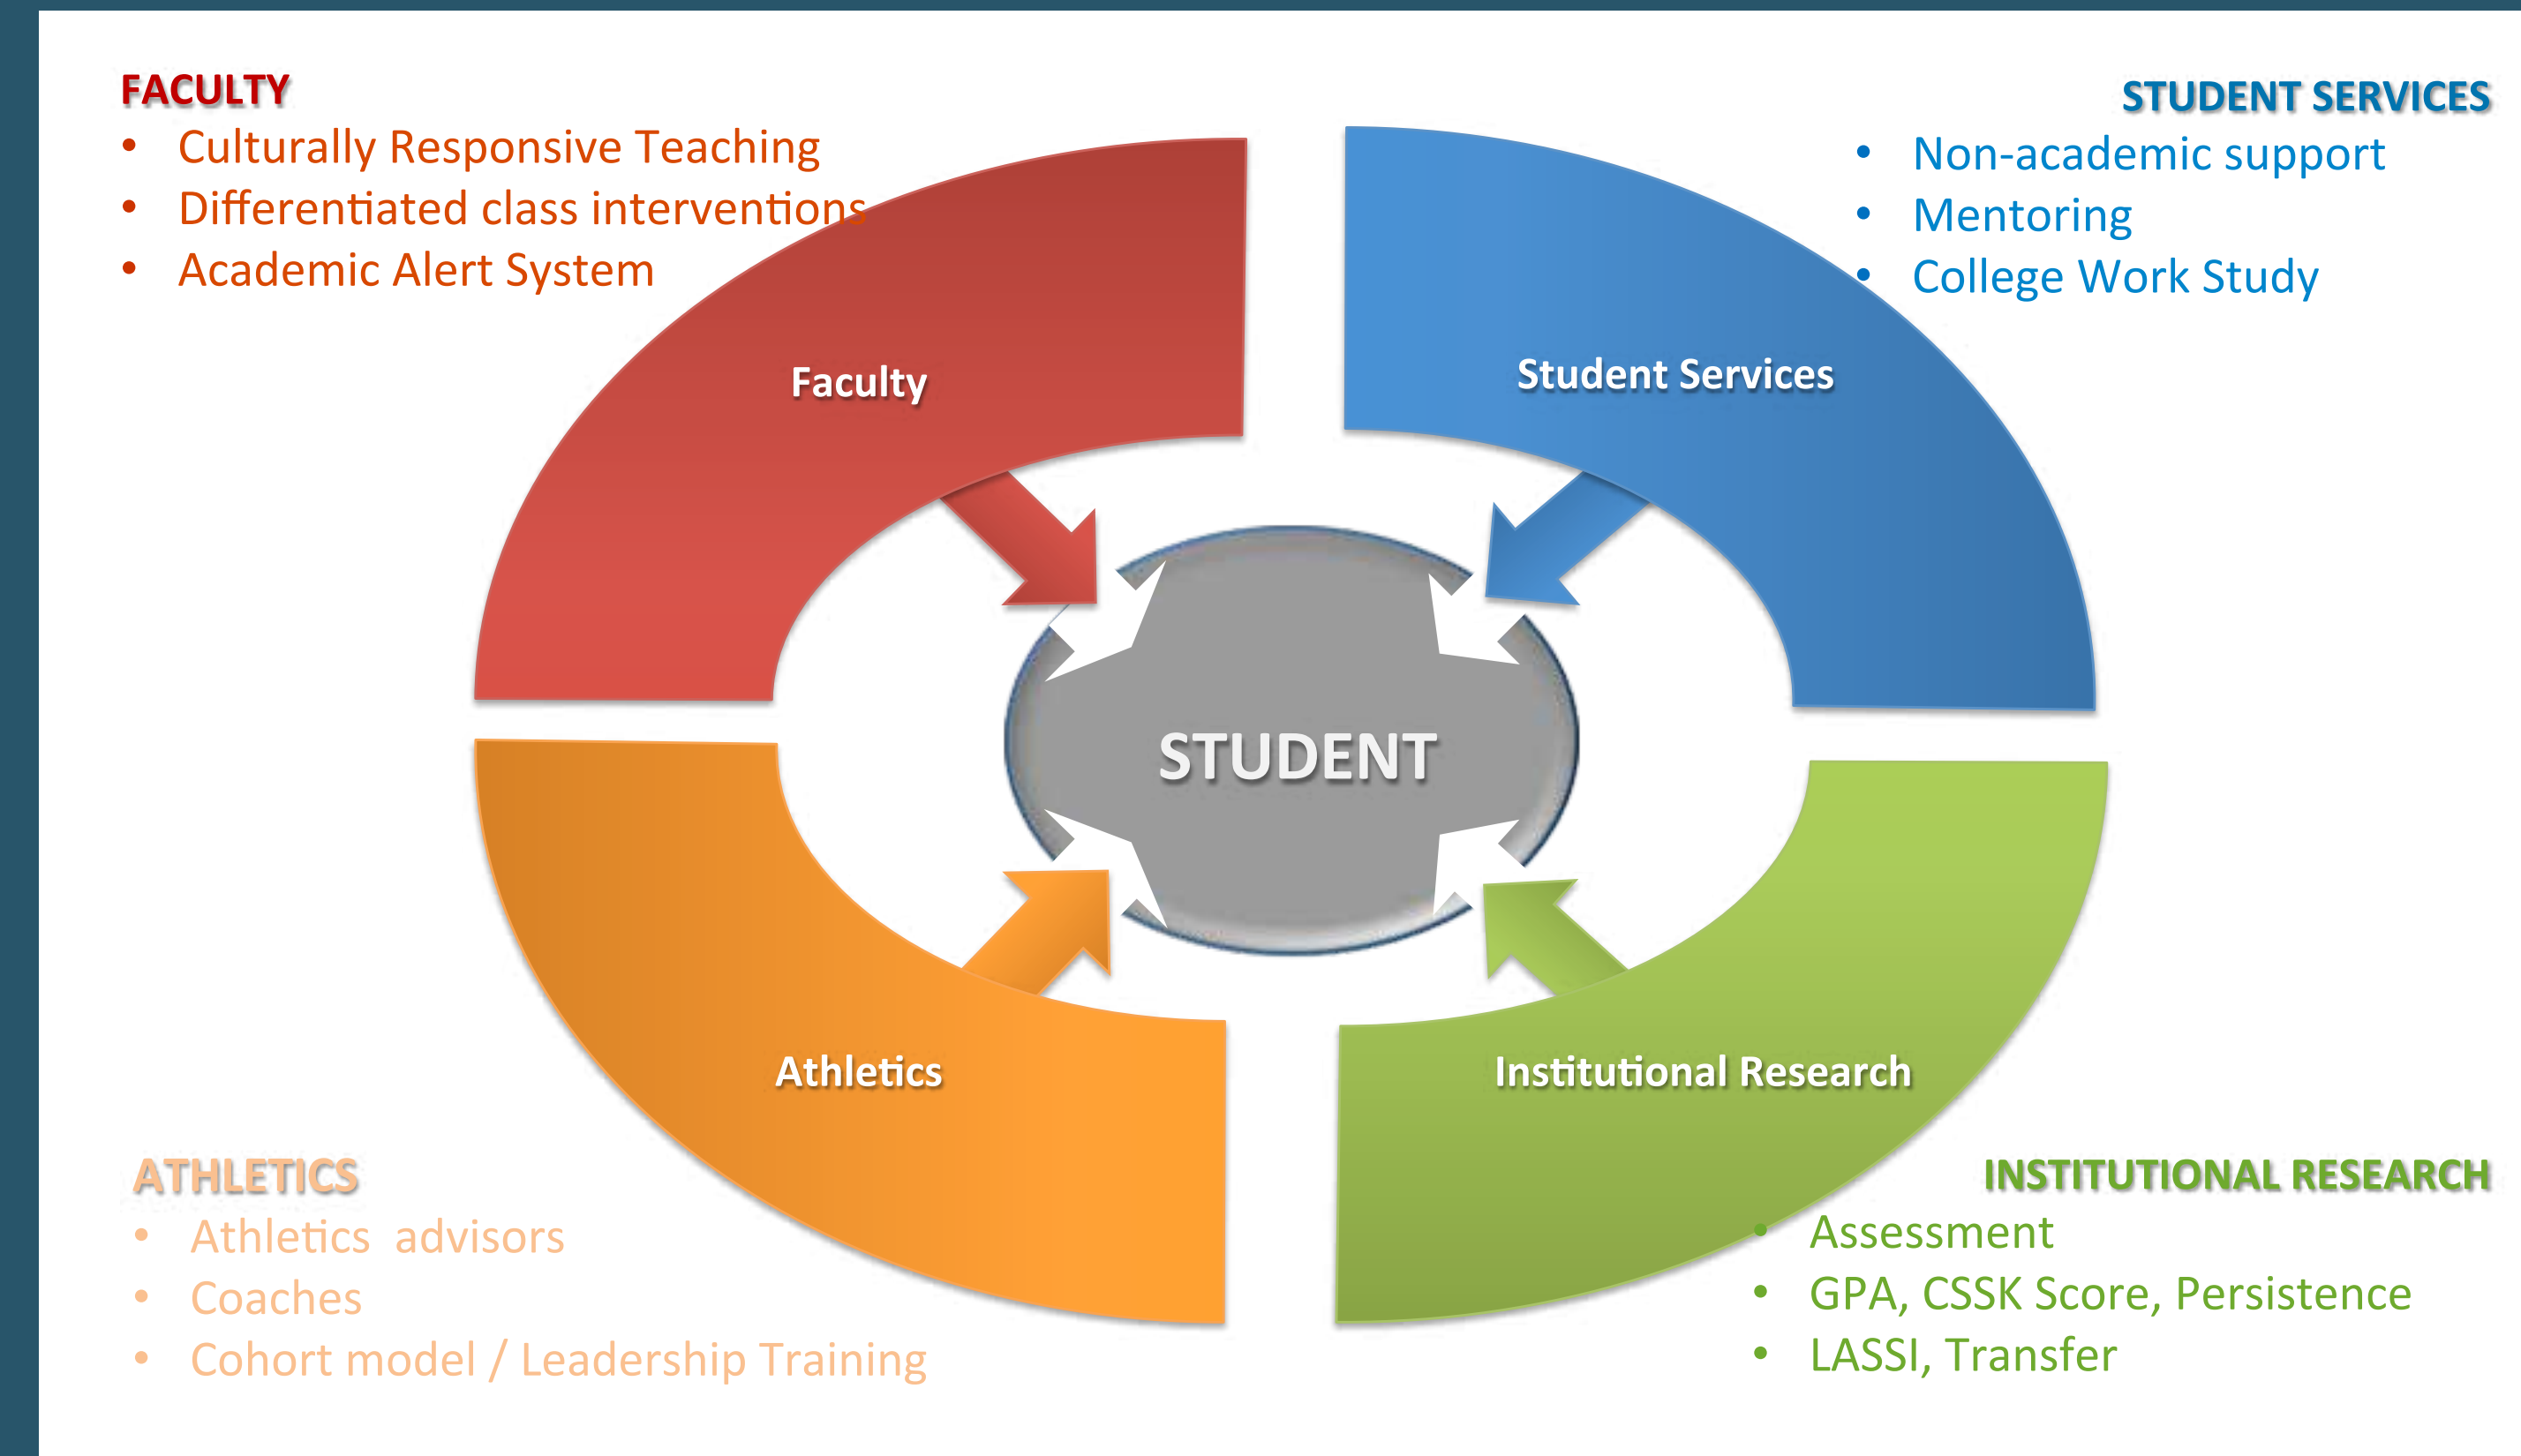 FACULTY
• Culturally Responsive Teaching
• Differentiated class interventions
• Academic Alert System
STUDENT SERVICES
• Non-academic support
• Mentoring
• College Work Study
Faculty
Student Services
STUDENT
Athletics
Institutional Research
ATHLETICS
• Athletics  advisors
• Coaches
• Cohort model / Leadership Training
INSTITUTIONAL RESEARCH
• Assessment
• GPA, CSSK Score, Persistence
• LASSI, Transfer